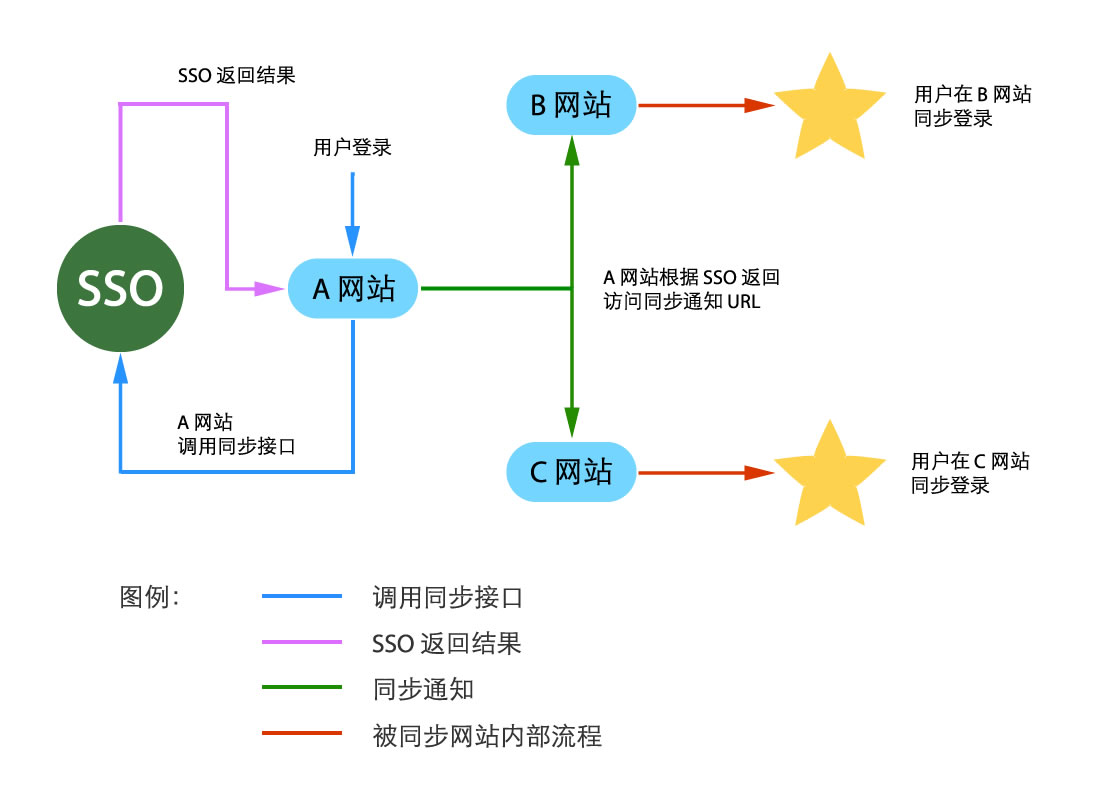 SSO 返回结果
用户登录
B 网站
用户在 B 网站
同步登录
SSO
A 网站
A 网站根据 SSO 返回
访问同步通知 URL
A 网站
调用同步接口
C 网站
用户在 C 网站
同步登录
图例：
调用同步接口
SSO 返回结果
同步通知
被同步网站内部流程